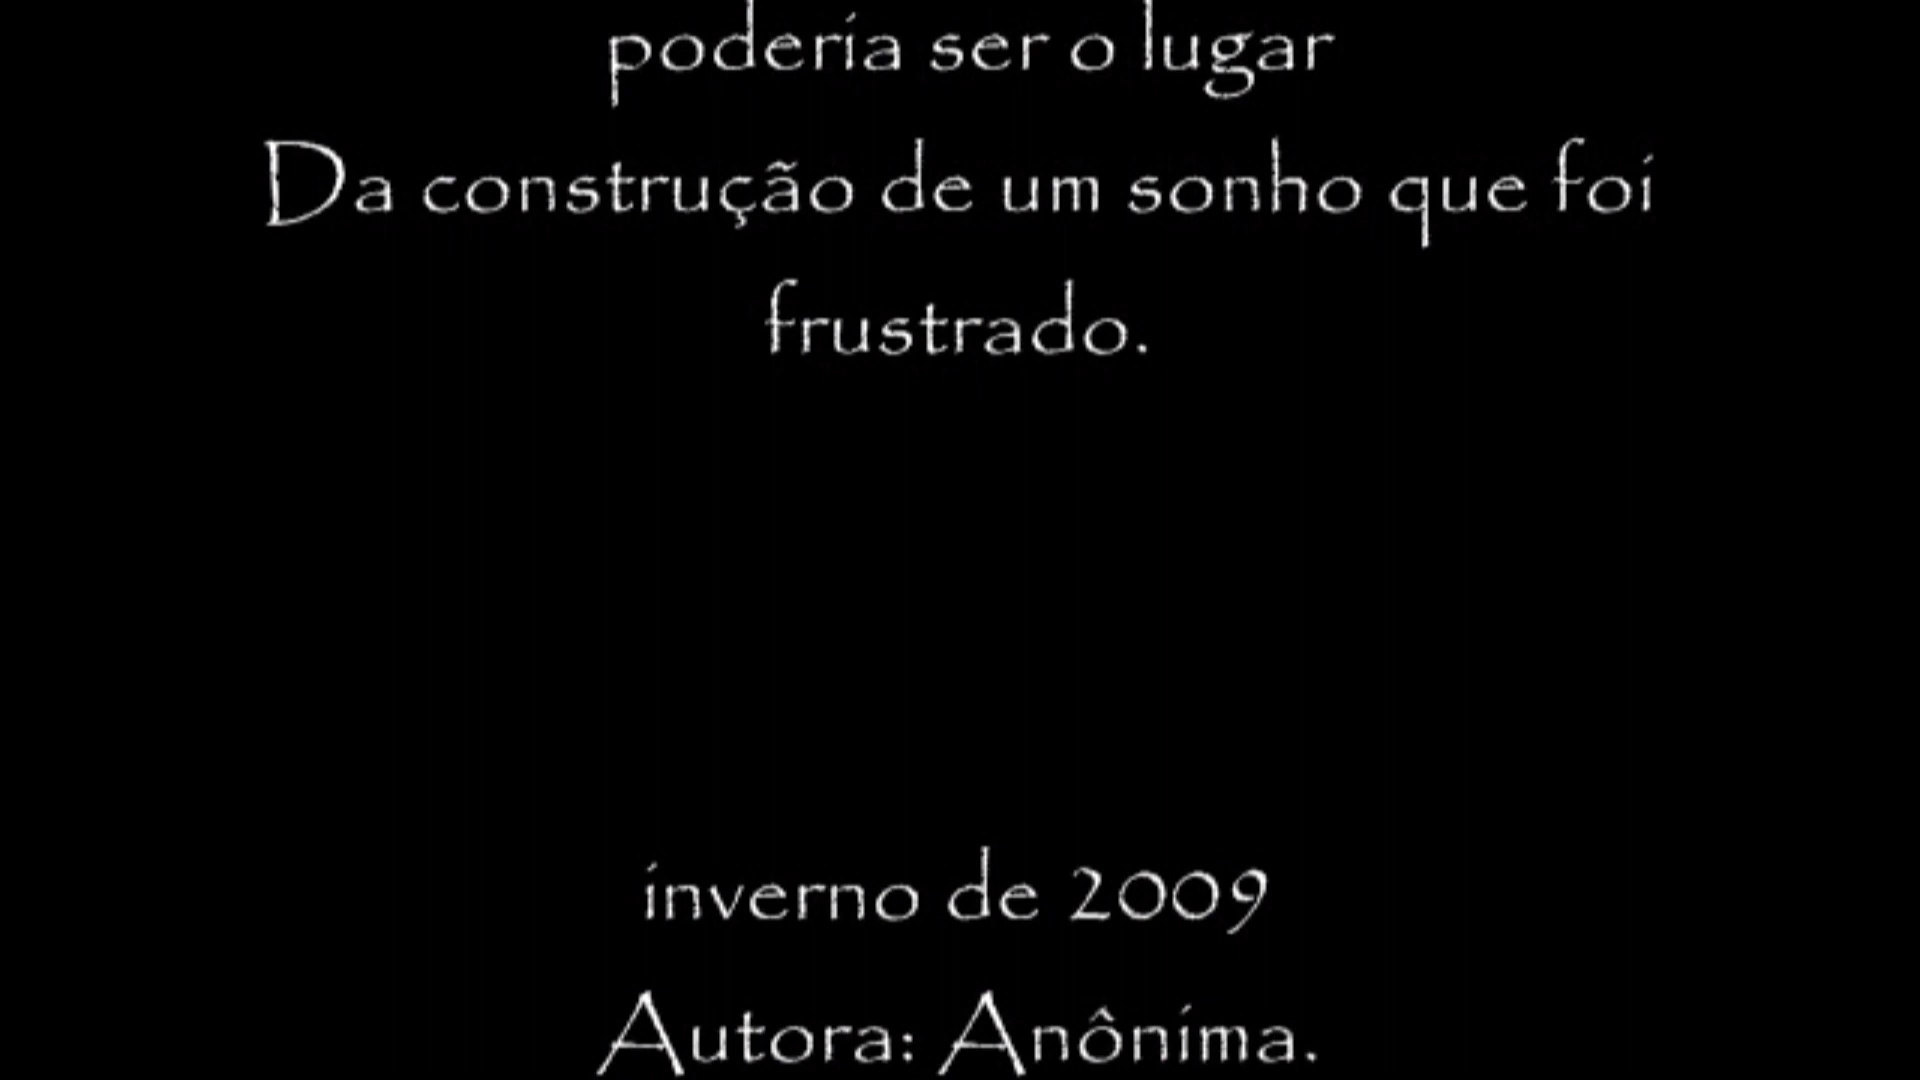 poderia ser o lugar
Da construção de um sonho que foi
frustrado.
inverno de 2009
Autora: Anônima.